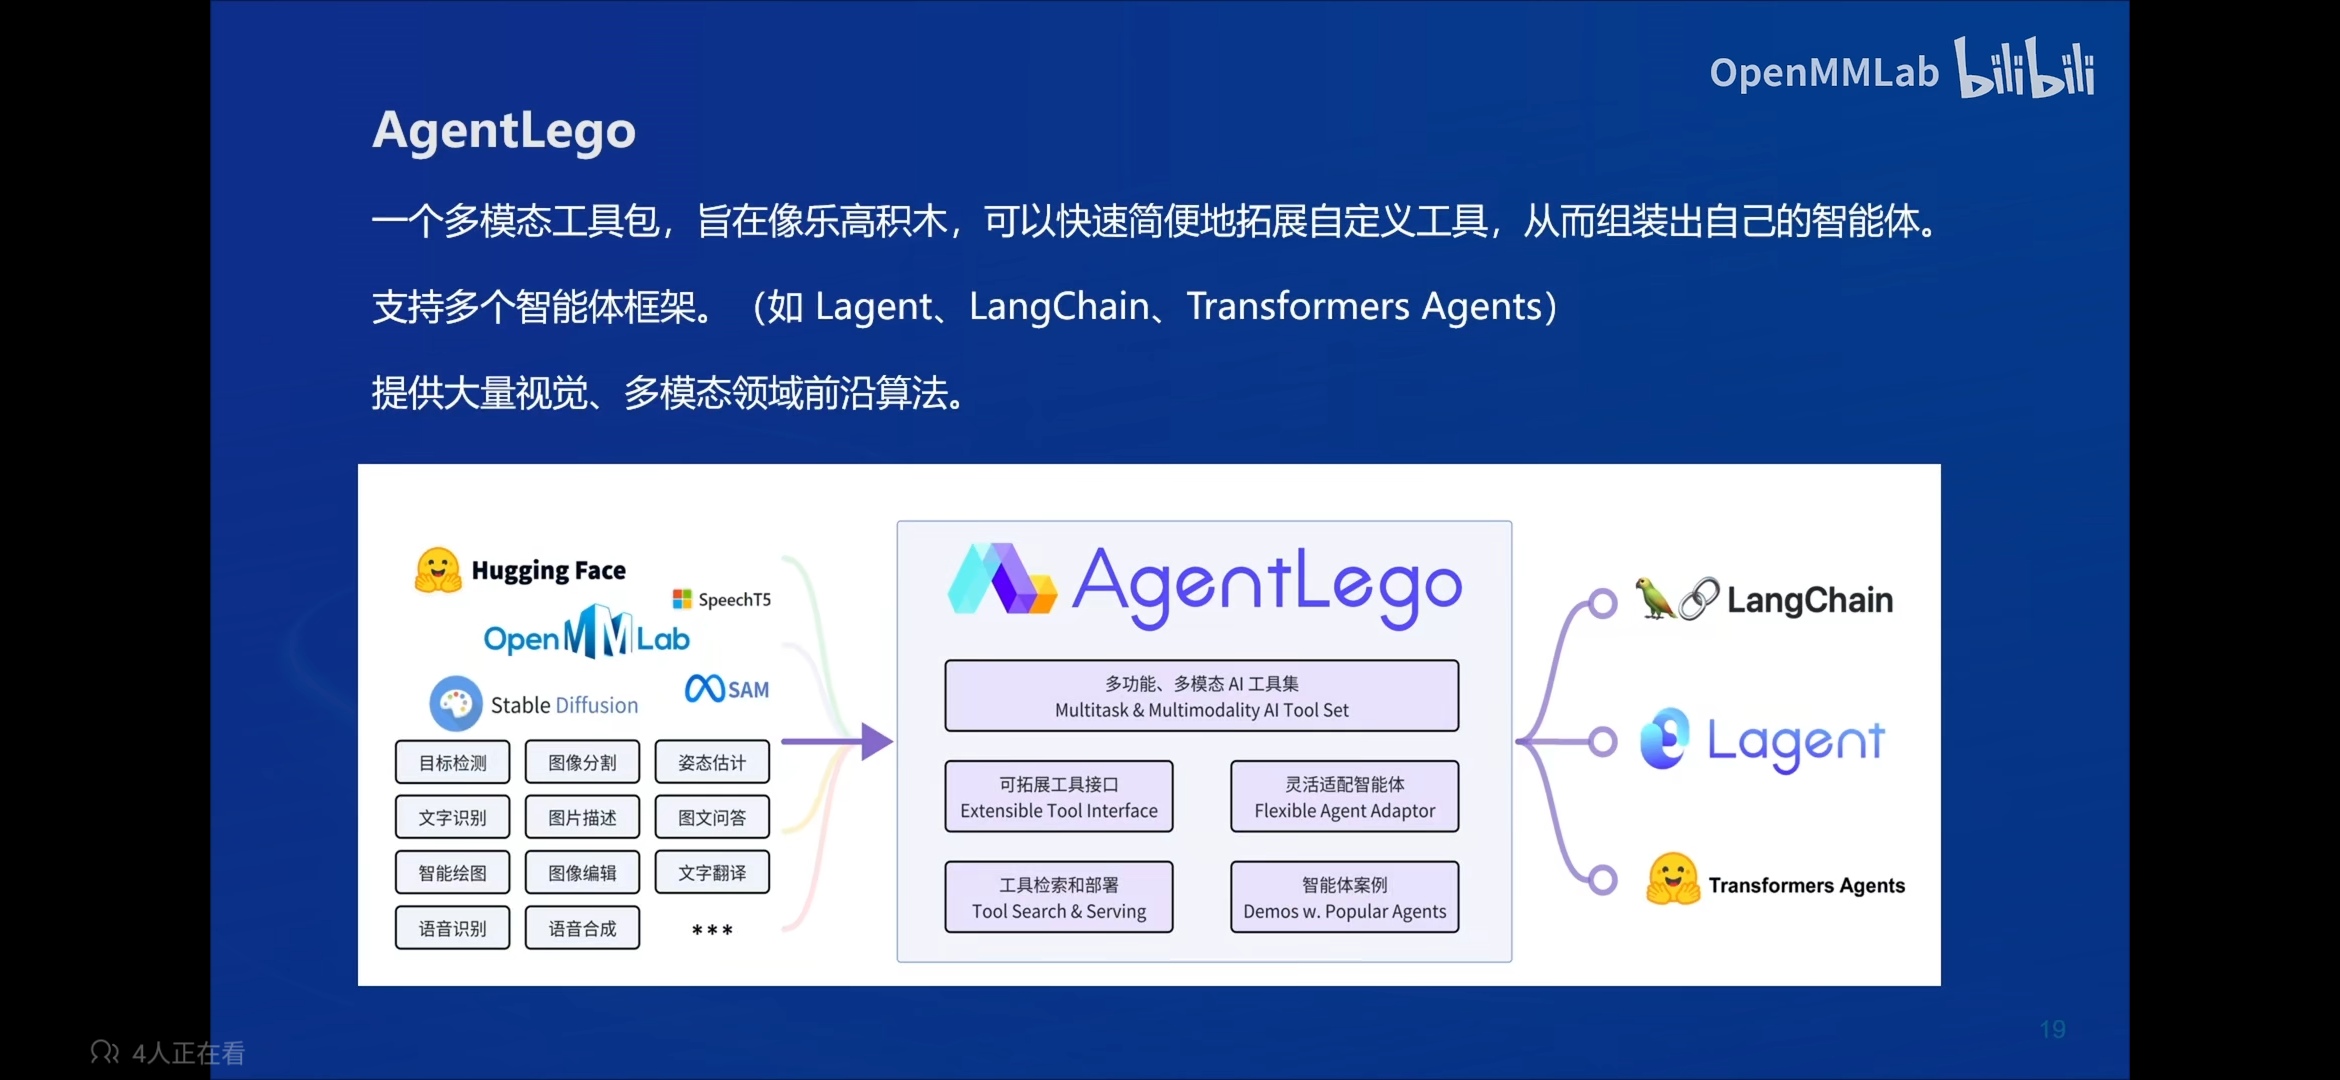 OpenMMLab bilibili
AgentLego
一个多模态工具包，旨在像乐高积木，可以快速简便地拓展自定义工具，从而组装出自己的智能体。
支持多个智能体框架。（如 Lagent、LangChain、Transformers Agents）
提供大量视觉、多模态领域前沿算法。
Hugging Face
SpeechT5
OpenMMLab
SAM
Stable Diffusion
目标检测 图像分割 姿态估计
文字识别 图片描述 图文问答
智能绘图 图像编辑 文字翻译
语音识别 语音合成 ***
AgentLego
多功能、多模态 AI 工具集
Multitask & Multimodality AI Tool Set
可拓展工具接口
Extensible Tool Interface
灵活适配智能体
Flexible Agent Adaptor
工具检索和部署
Tool Search & Serving
智能体案例
Demos w. Popular Agents
LangChain
Lagent
Transformers Agents
19
4人正在看